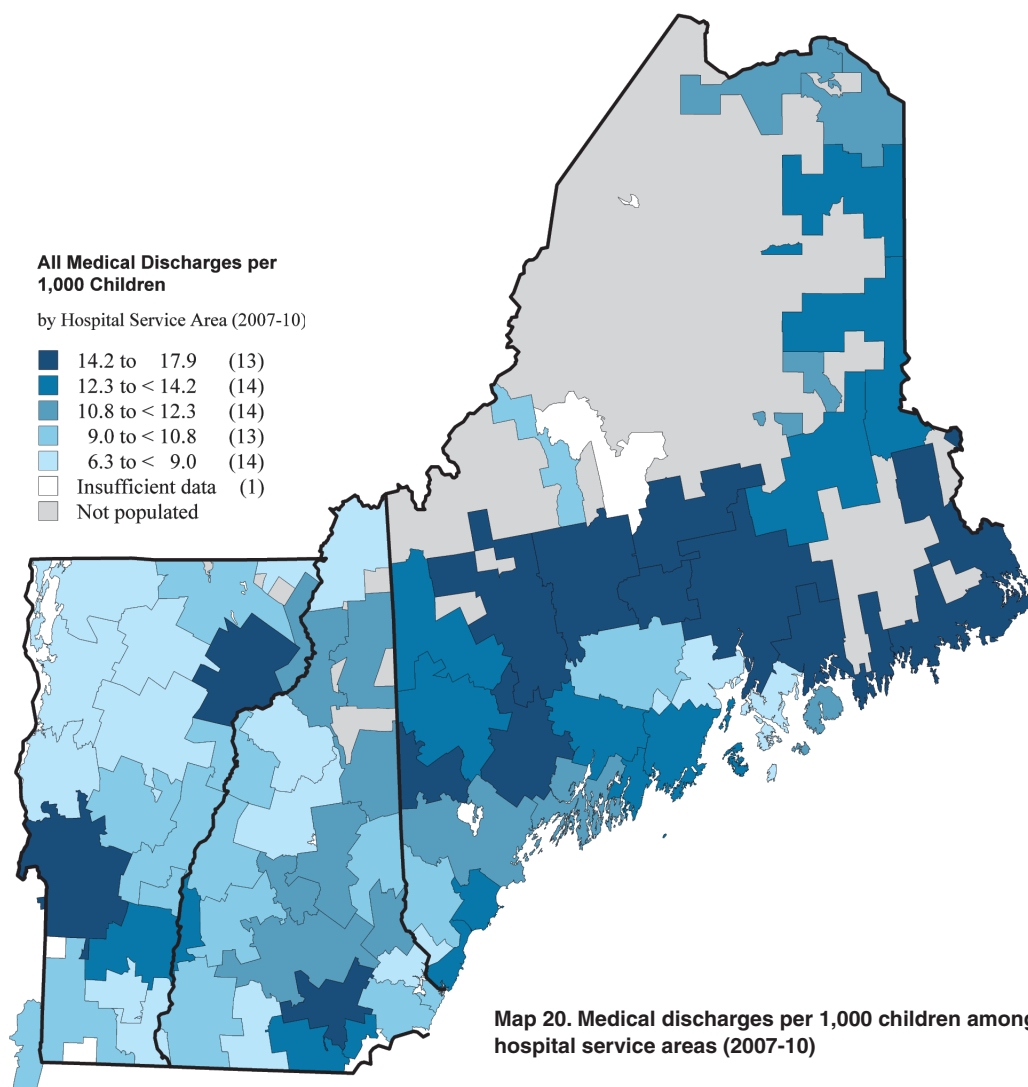 All Medical Discharges per
1,000 Children
by Hospital Service Area (2007-10)
14.2 to 17.9 (13)
12.3 to < 14.2 (14)
10.8 to < 12.3 (14)
9.0 to < 10.8 (13)
6.3 to < 9.0 (14)
Insufficient data (1)
Not populated
Map 20. Medical discharges per 1,000 children among
hospital service areas (2007-10)